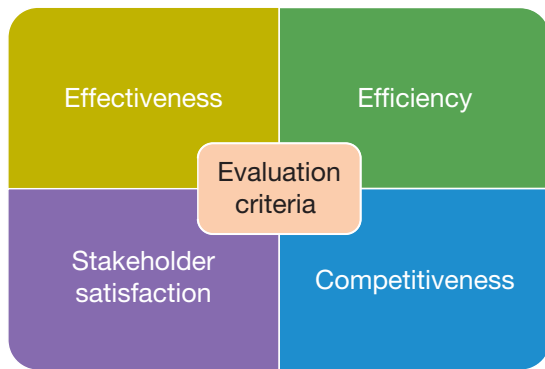 Effectiveness
Efficiency
Evaluation
criteria
Stakeholder
satisfaction
Competitiveness